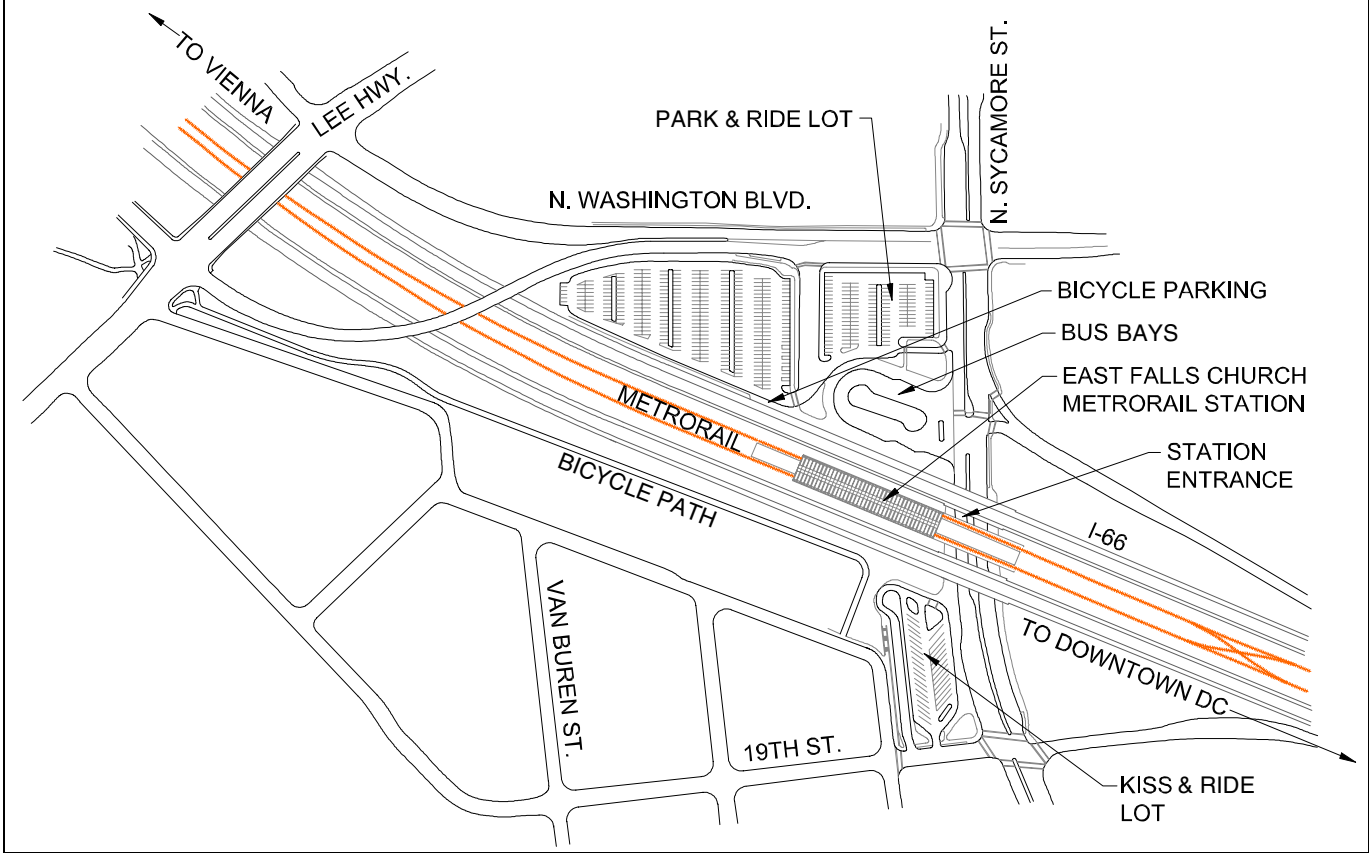 TO VIENNA
LEE HWY.
N. SYCAMORE ST.
PARK & RIDE LOT
N. WASHINGTON BLVD.
BICYCLE PARKING
BUS BAYS
EAST FALLS CHURCH
METRORAIL STATION
METRORAIL
STATION
ENTRANCE
BICYCLE PATH
I-66
VAN BUREN ST.
TO DOWNTOWN DC
19TH ST.
KISS & RIDE
LOT